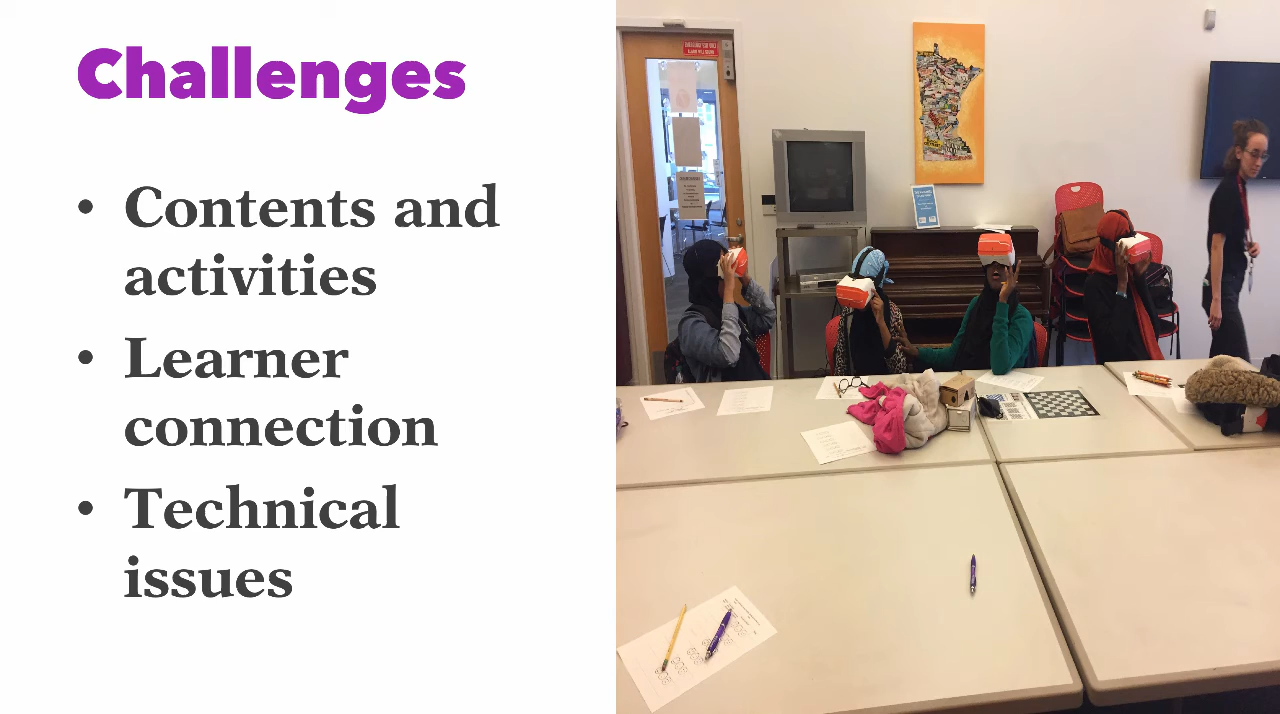 Challenges
• Contents and
activities
• Learner
connection
• Technical
issues